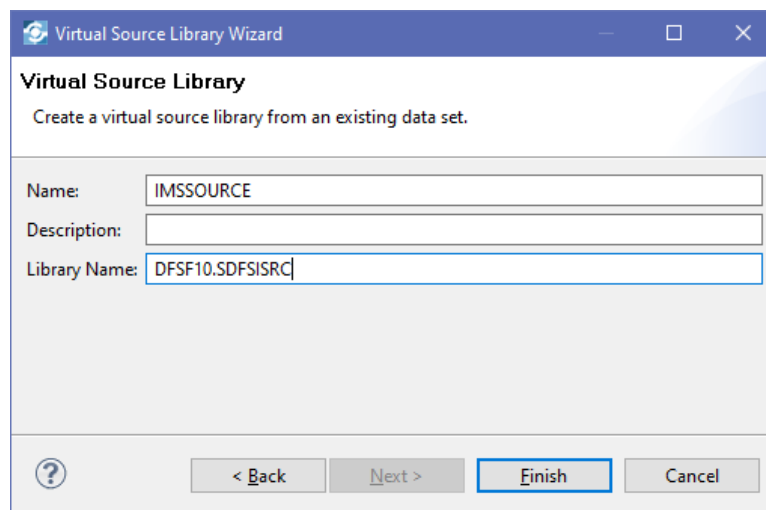 Virtual Source Library Wizard
Virtual Source Library
Create a virtual source library from an existing data set.
Name: IMSSOURCE
Description:
Library Name: DFSF10.SDFSISRC
? < Back Next > Finish Cancel